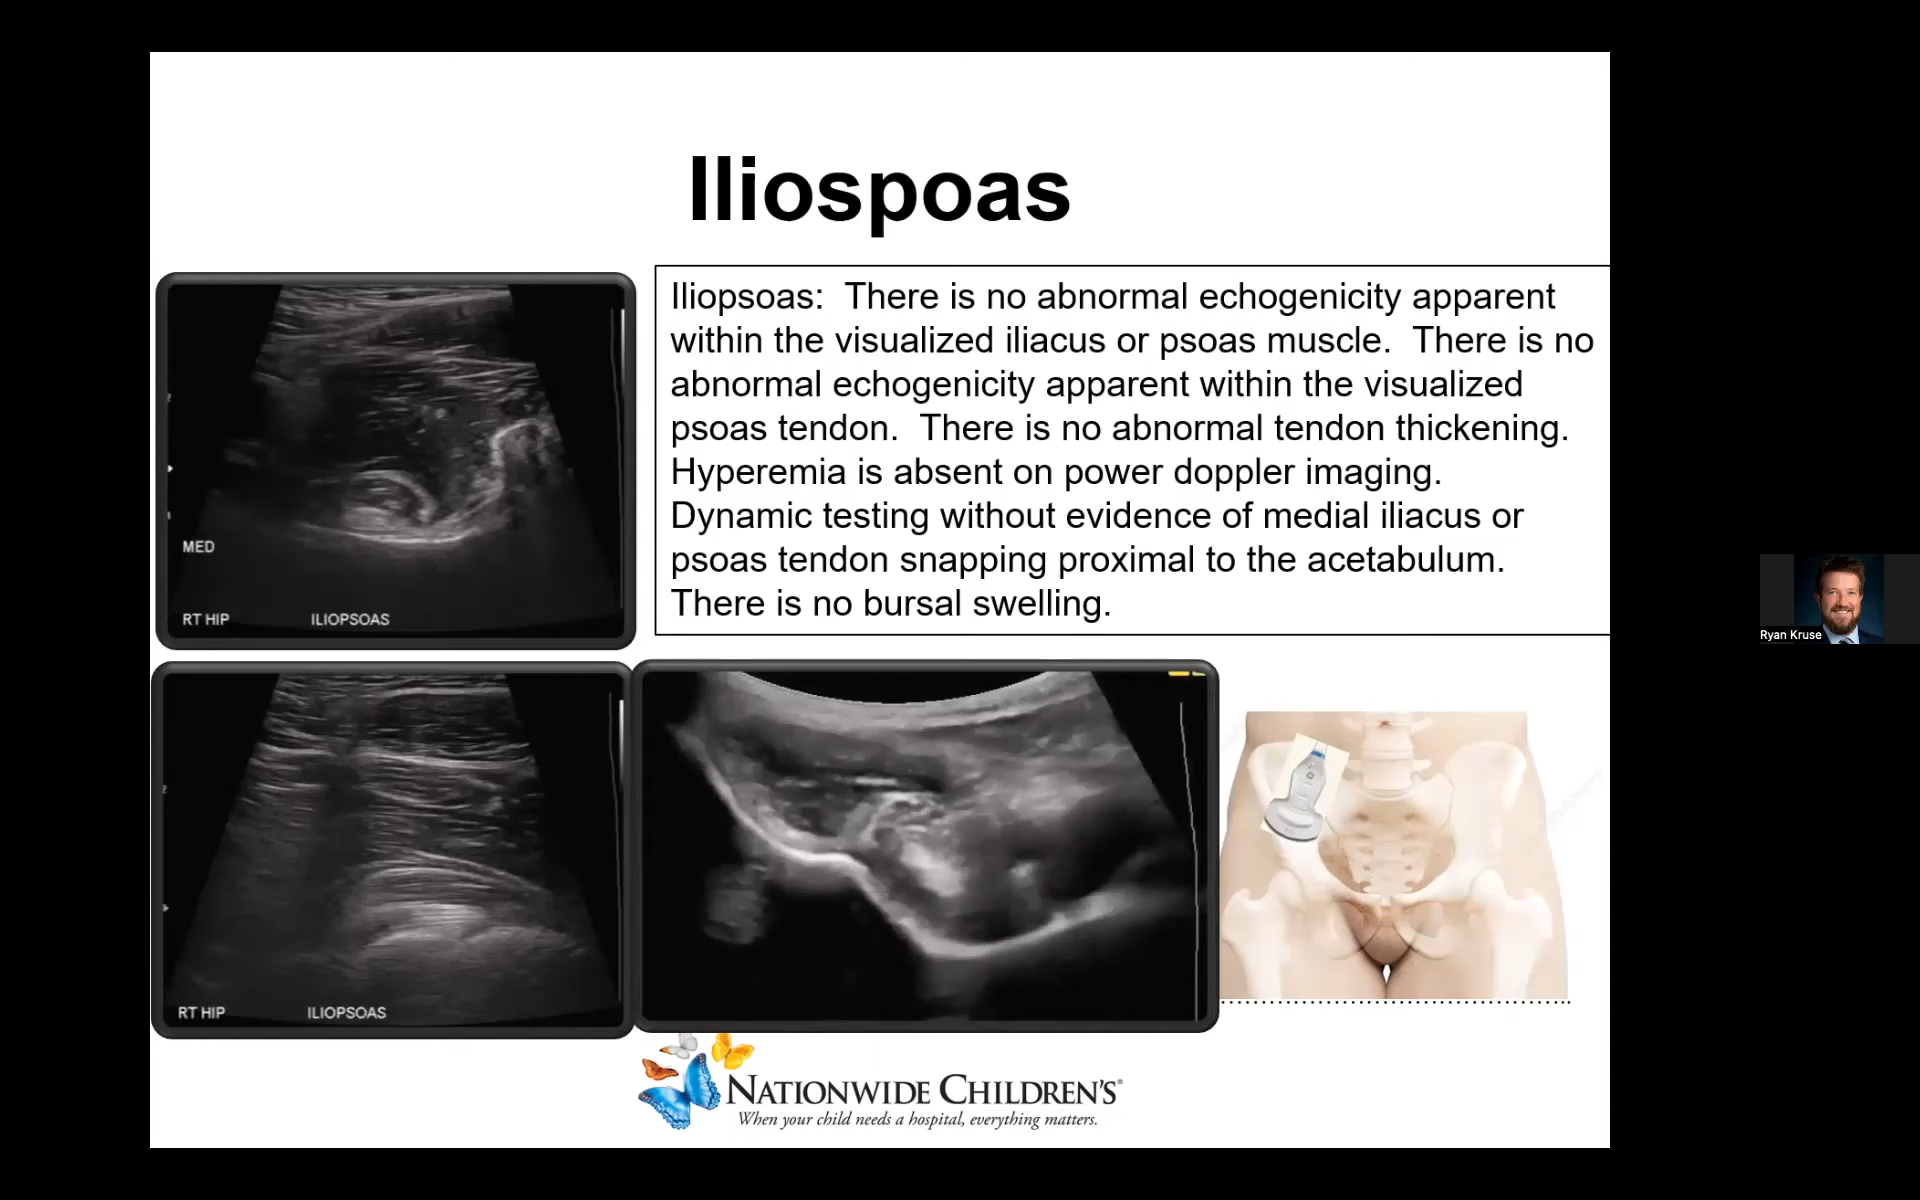 Iliospoas
Iliopsoas:  There is no abnormal echogenicity apparent
within the visualized iliacus or psoas muscle.  There is no
abnormal echogenicity apparent within the visualized
psoas tendon.  There is no abnormal tendon thickening.
Hyperemia is absent on power doppler imaging.
Dynamic testing without evidence of medial iliacus or
psoas tendon snapping proximal to the acetabulum.
There is no bursal swelling.
MED
RT HIP ILIOPSOAS
RT HIP ILIOPSOAS
NATIONWIDE CHILDREN'S®
When your child needs a hospital, everything matters.
Ryan Kruse